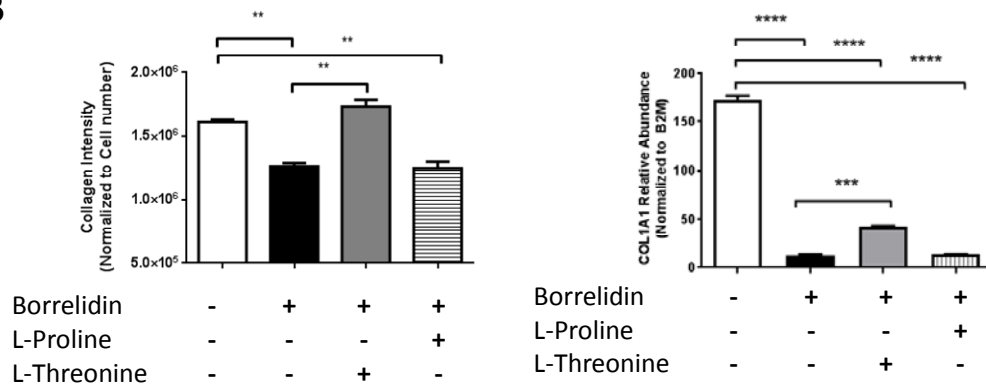 B
**
**
**
Collagen Intensity
(Normalized to Cell number)
2.0×10⁶
1.5×10⁶
1.0×10⁶
5.0×10⁵
Borrelidin - + + +
L-Proline - - - +
L-Threonine - - + -
****
****
****
***
COL1A1 Relative Abundance
(Normalized to B2M)
200
150
100
50
0
Borrelidin - + + +
L-Proline - - - +
L-Threonine - - + -